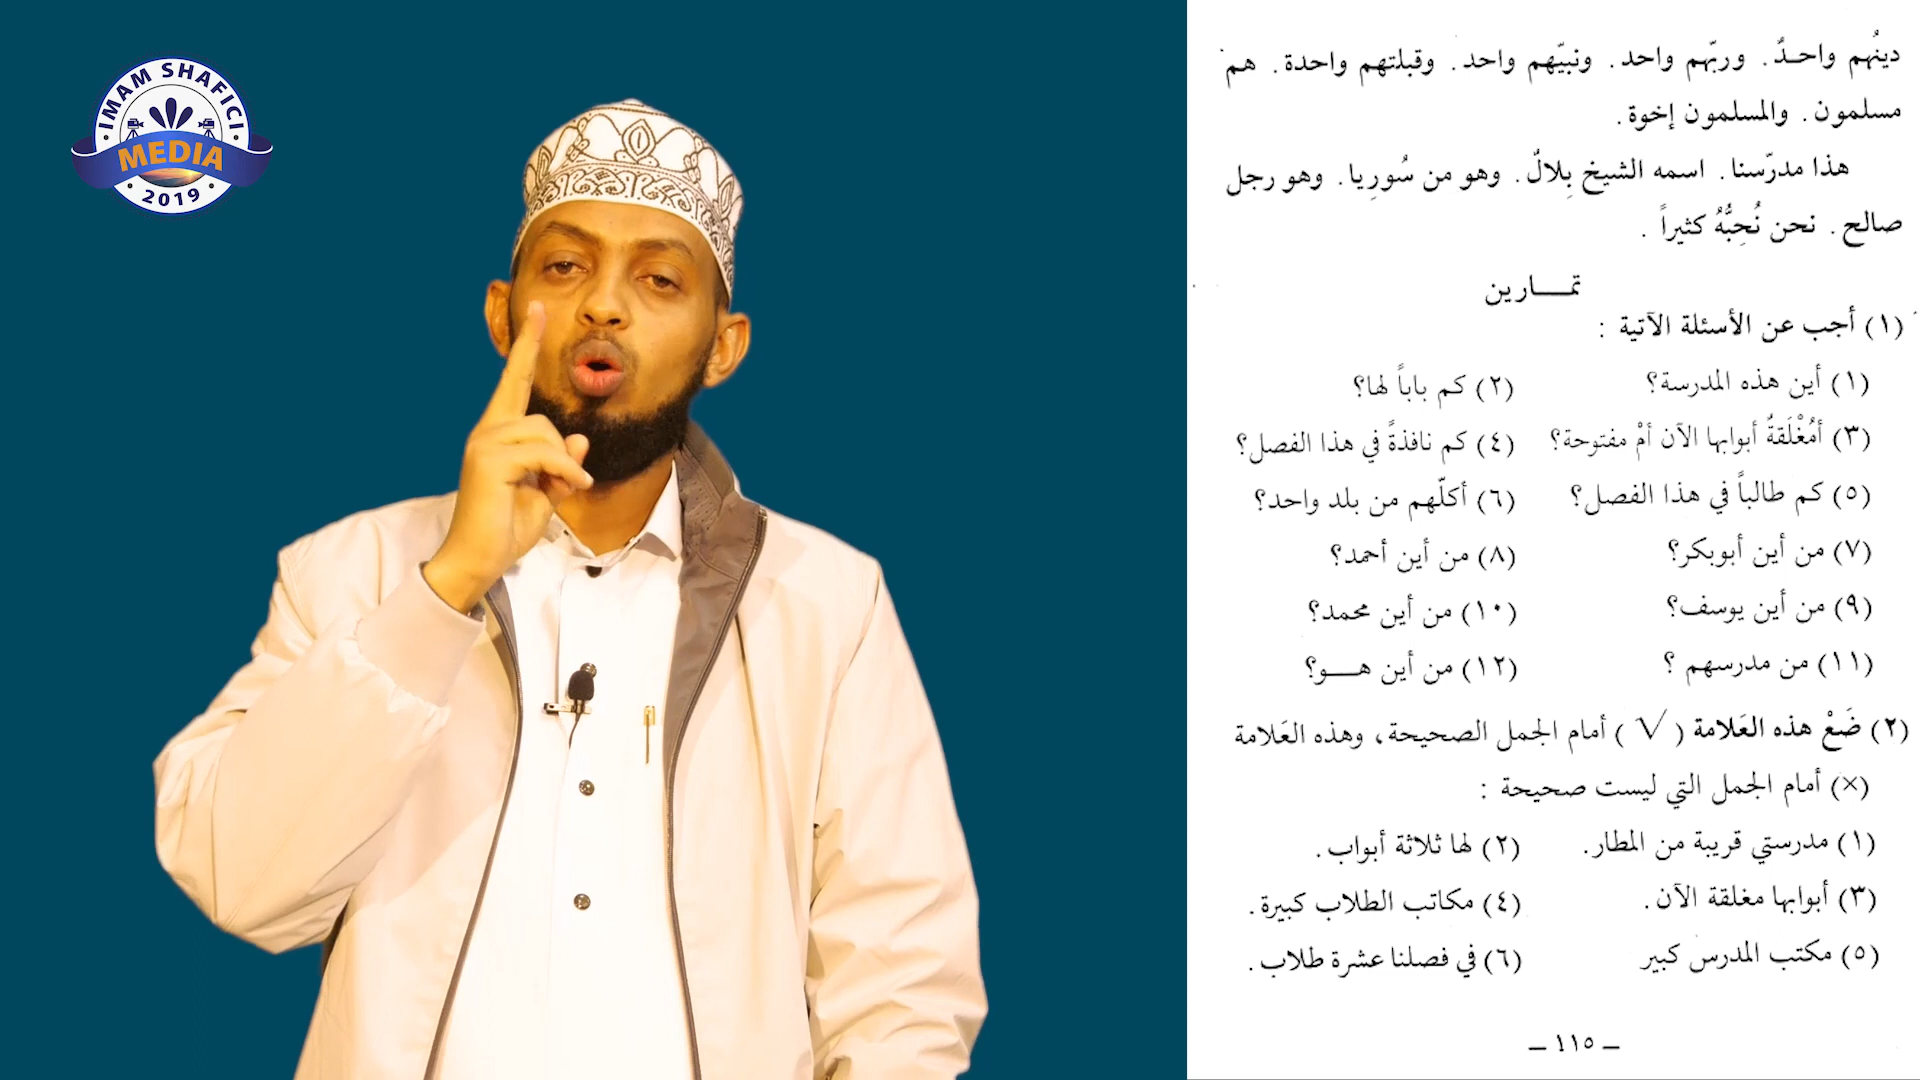 IMAM SHAFICI
MEDIA
2019
دينُهم واحـدٌ. وربّهم واحد. ونبيّهم واحد. وقبلتهم واحدة. هم
مسلمون. والمسلمون إخوة.
هذا مدرّسنا. اسمه الشيخ بِلالٌ. وهو من سُورِيا. وهو رجل
صالح. نحن نُحِبُّهُ كثيراً.
تمـــارين
(١) أجب عن الأسئلة الآتية :
(١) أين هذه المدرسة؟ (٢) كم باباً لها؟
(٣) أمُغْلَقةٌ أبوابها الآن أمْ مفتوحة؟ (٤) كم نافذةً في هذا الفصل؟
(٥) كم طالباً في هذا الفصل؟ (٦) أكلّهم من بلد واحد؟
(٧) من أين أبوبكر؟ (٨) من أين أحمد؟
(٩) من أين يوسف؟ (١٠) من أين محمد؟
(١١) من مدرسهم ؟ (١٢) من أين هـــو؟
(٢) ضَعْ هذه العَلامة (√) أمام الجمل الصحيحة، وهذه العَلامة
(×) أمام الجمل التي ليست صحيحة :
(١) مدرستي قريبة من المطار. (٢) لها ثلاثة أبواب.
(٣) أبوابها مغلقة الآن. (٤) مكاتب الطلاب كبيرة.
(٥) مكتب المدرس كبير (٦) في فصلنا عشرة طلاب.
– ١١٥ –